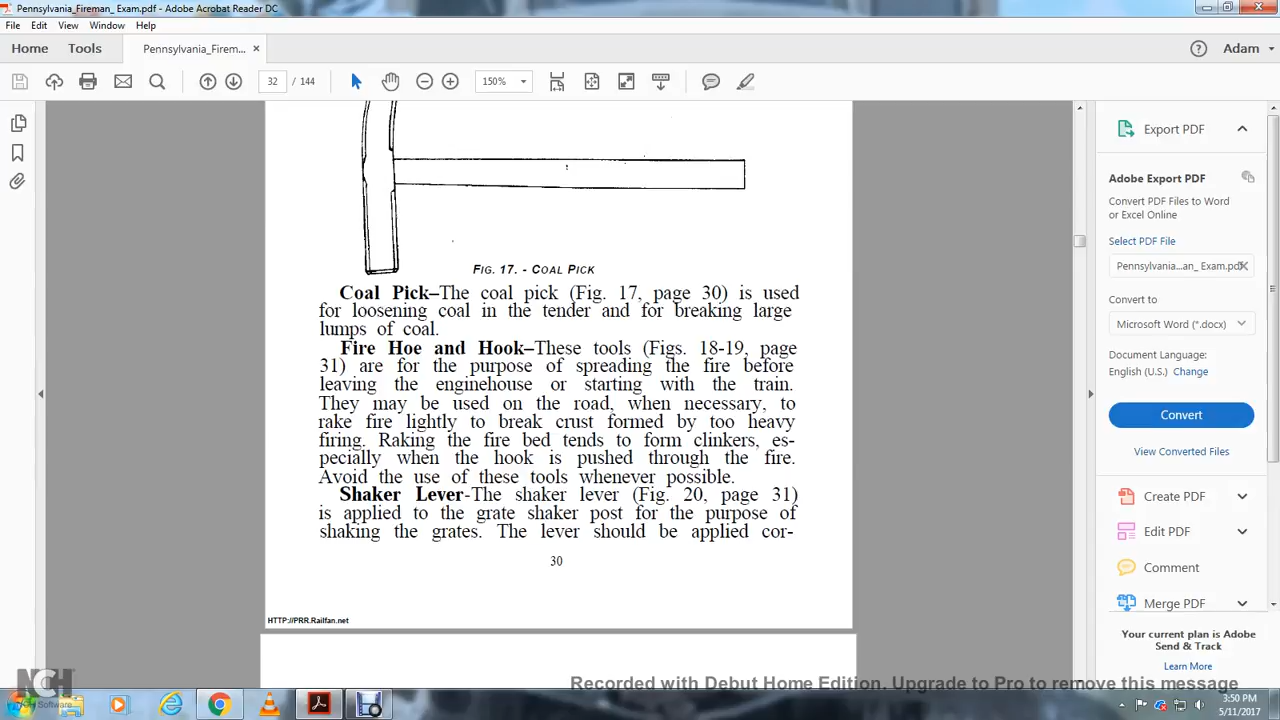 Pennsylvania_Fireman_ Exam.pdf - Adobe Acrobat Reader DC
File Edit View Window Help
Home Tools Pennsylvania_Firem... × Adam
32 / 144 150%
FIG. 17. - COAL PICK
Coal Pick–The coal pick (Fig. 17, page 30) is used
for loosening coal in the tender and for breaking large
lumps of coal.
Fire Hoe and Hook–These tools (Figs. 18-19, page
31) are for the purpose of spreading the fire before
leaving the enginehouse or starting with the train.
They may be used on the road, when necessary, to
rake fire lightly to break crust formed by too heavy
firing. Raking the fire bed tends to form clinkers, es-
pecially when the hook is pushed through the fire.
Avoid the use of these tools whenever possible.
Shaker Lever-The shaker lever (Fig. 20, page 31)
is applied to the grate shaker post for the purpose of
shaking the grates. The lever should be applied cor-
30
HTTP://PRR.Railfan.net
Export PDF
Adobe Export PDF
Convert PDF Files to Word
or Excel Online
Select PDF File
Pennsylvania...an_ Exam.pdf
Convert to
Microsoft Word (*.docx)
Document Language:
English (U.S.) Change
Convert
View Converted Files
Create PDF
Edit PDF
Comment
Merge PDF
Your current plan is Adobe
Send & Track
Learn More
Recorded with Debut Home Edition. Upgrade to Pro to remove this message
NCH
Software
3:50 PM
5/11/2017